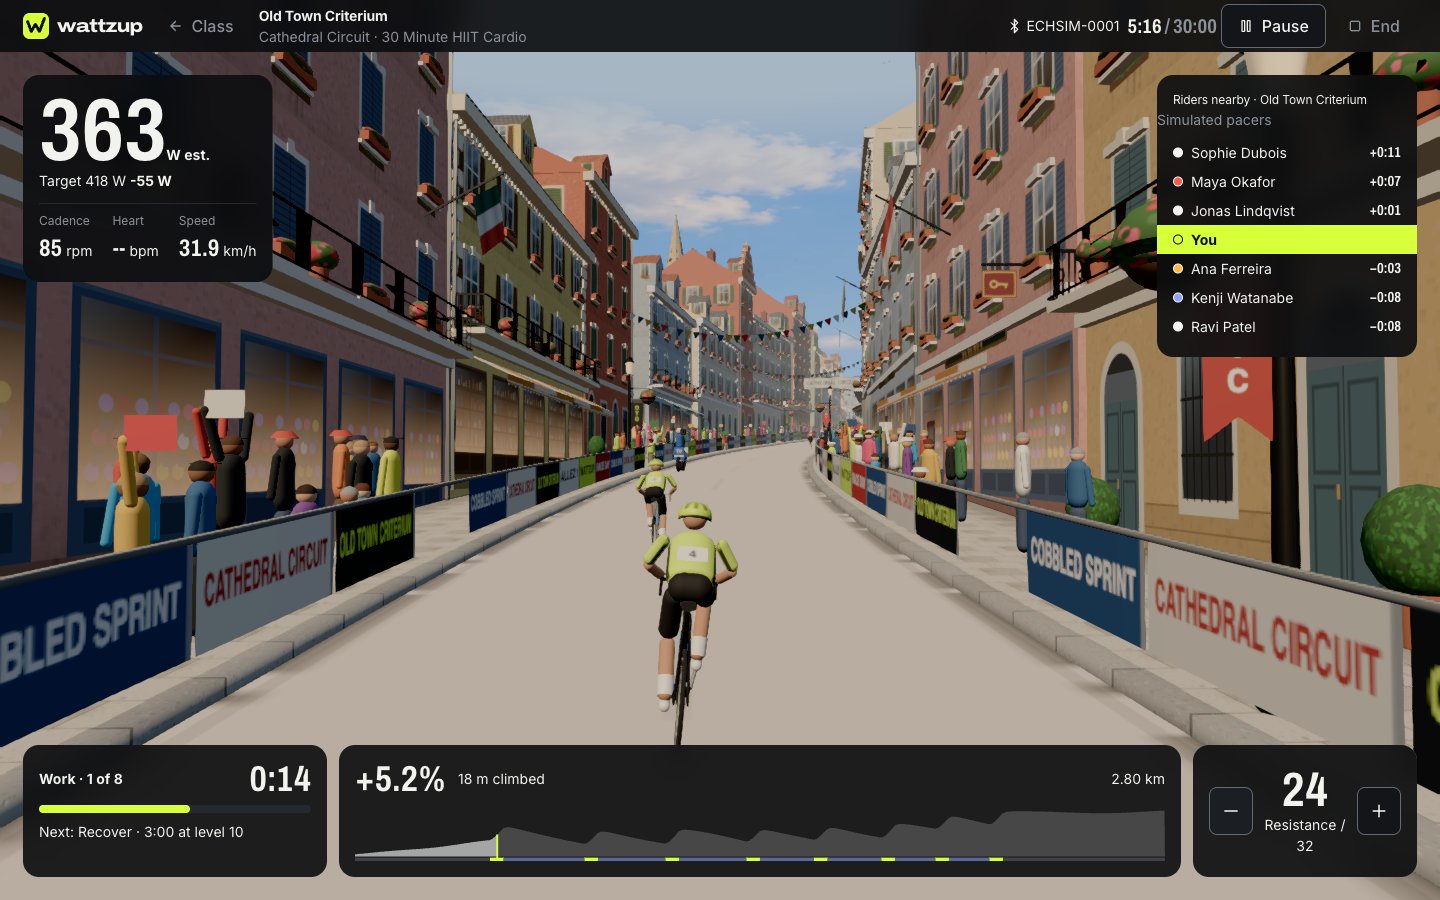 wattzup
Class
Old Town Criterium
Cathedral Circuit · 30 Minute HIIT Cardio
ECHSIM-0001 5:16 / 30:00
Pause
End
363 W est.
Target 418 W -55 W
Cadence Heart Speed
85 rpm -- bpm 31.9 km/h
Riders nearby · Old Town Criterium
Simulated pacers
Sophie Dubois +0:11
Maya Okafor +0:07
Jonas Lindqvist +0:01
You
Ana Ferreira −0:03
Kenji Watanabe −0:08
Ravi Patel −0:08
C
BLED SPRINT
CATHEDRAL CIRCUIT
OLD TOWN CRITERIUM
COBBLED SPRINT
4
COBBLED SPRINT
CATHEDRAL CIRCUIT
Work · 1 of 8 0:14
Next: Recover · 3:00 at level 10
+5.2% 18 m climbed 2.80 km
24
Resistance /
32